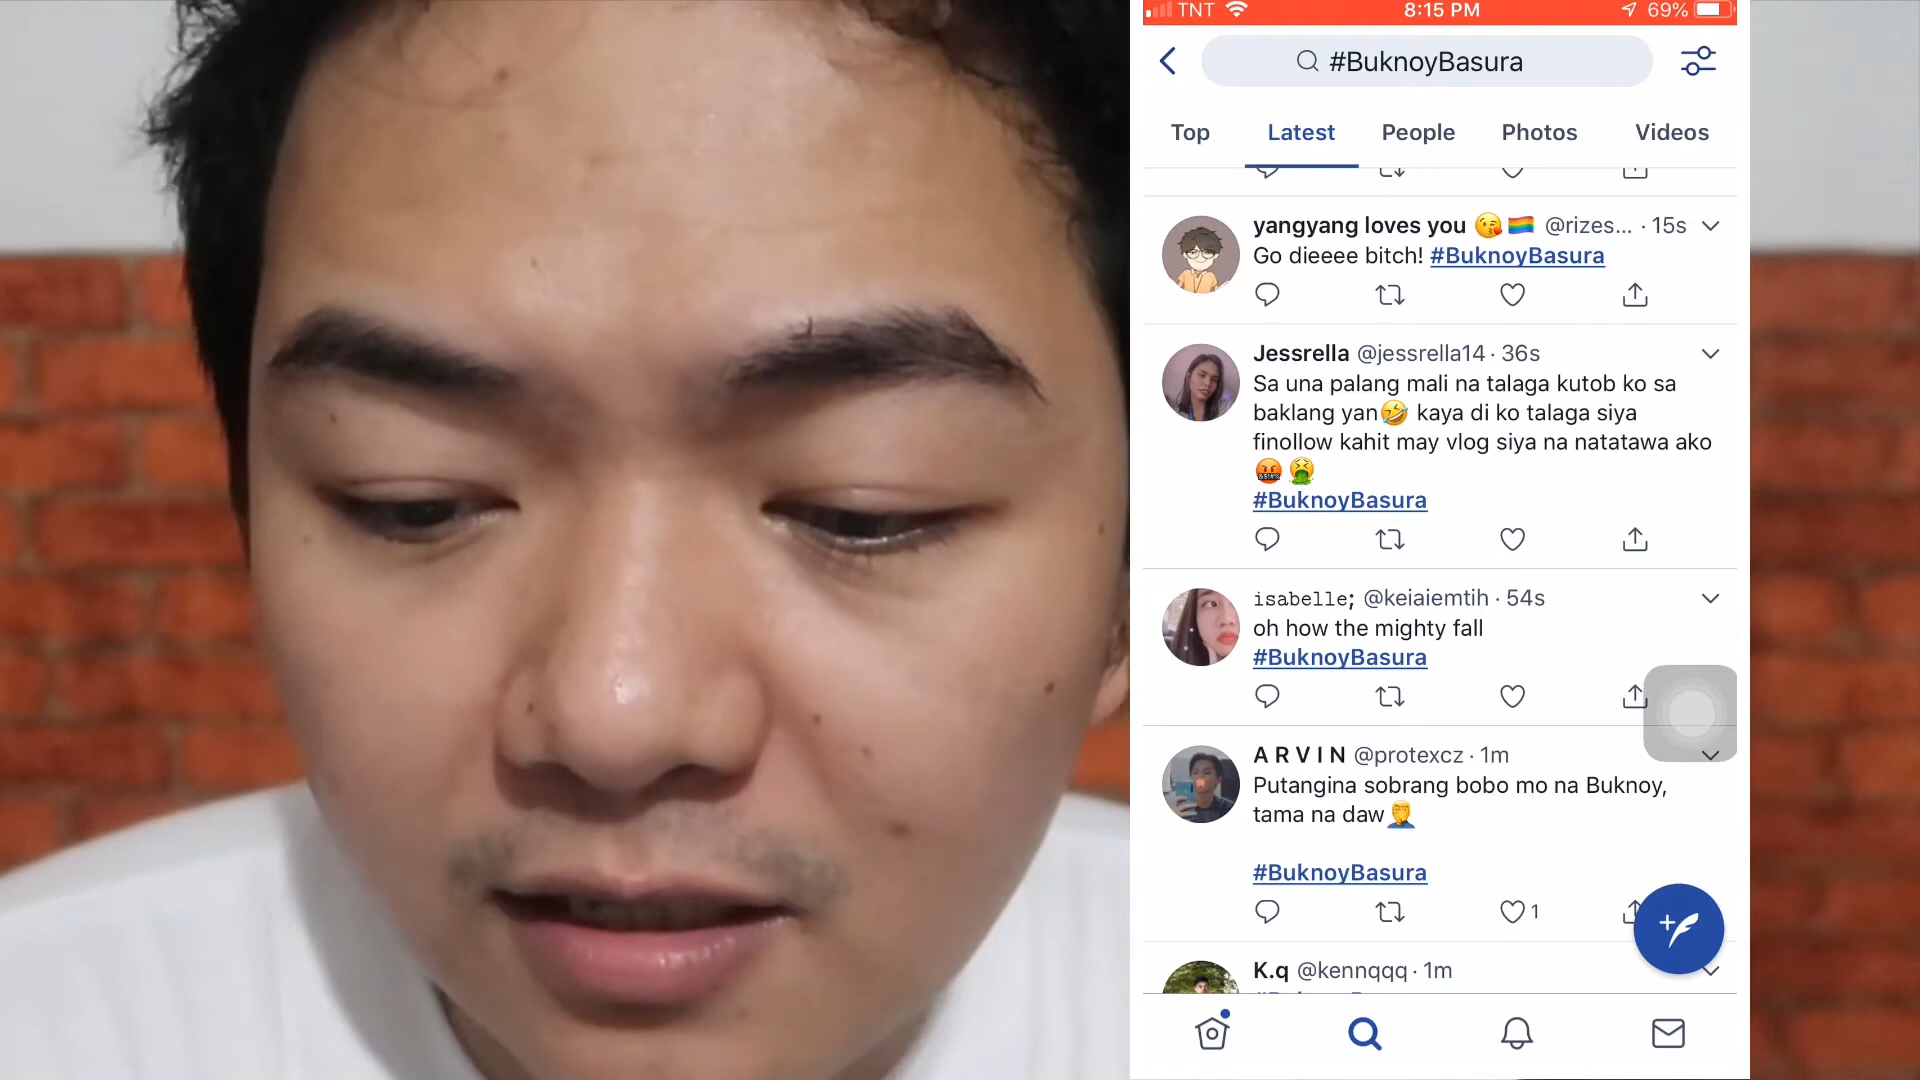 TNT 8:15 PM 69%
#BuknoyBasura
Top Latest People Photos Videos
yangyang loves you 😘🏳️‍🌈 @rizes... · 15s
Go dieeee bitch! #BuknoyBasura
Jessrella @jessrella14 · 36s
Sa una palang mali na talaga kutob ko sa
baklang yan🤣 kaya di ko talaga siya
finollow kahit may vlog siya na natatawa ako
🤬🤮
#BuknoyBasura
isabelle; @keiaiemtih · 54s
oh how the mighty fall
#BuknoyBasura
A R V I N @protexcz · 1m
Putangina sobrang bobo mo na Buknoy,
tama na daw🤦
#BuknoyBasura
1
K.q @kennqqq · 1m